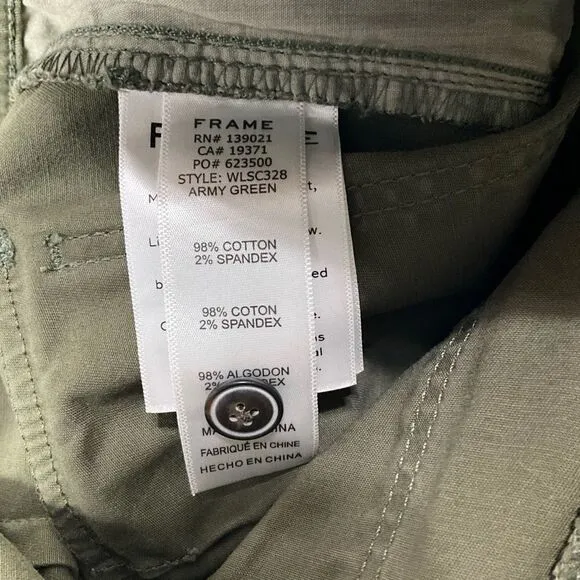 FRAME
RN# 139021
CA# 19371
PO# 623500
STYLE: WLSC328
ARMY GREEN
98% COTTON
2% SPANDEX
98% COTON
2% SPANDEX
98% ALGODON
FABRIQUÉ EN CHINE
HECHO EN CHINA